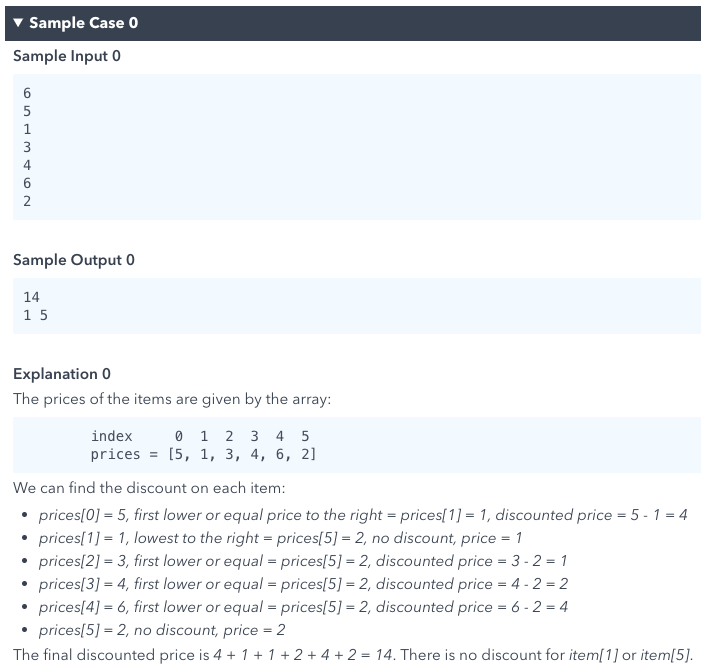 ▼ Sample Case 0
Sample Input 0
6
5
1
3
4
6
2
Sample Output 0
14
1 5
Explanation 0
The prices of the items are given by the array:
index 0 1 2 3 4 5
prices = [5, 1, 3, 4, 6, 2]
We can find the discount on each item:
• prices[0] = 5, first lower or equal price to the right = prices[1] = 1, discounted price = 5 - 1 = 4
• prices[1] = 1, lowest to the right = prices[5] = 2, no discount, price = 1
• prices[2] = 3, first lower or equal = prices[5] = 2, discounted price = 3 - 2 = 1
• prices[3] = 4, first lower or equal = prices[5] = 2, discounted price = 4 - 2 = 2
• prices[4] = 6, first lower or equal = prices[5] = 2, discounted price = 6 - 2 = 4
• prices[5] = 2, no discount, price = 2
The final discounted price is 4 + 1 + 1 + 2 + 4 + 2 = 14. There is no discount for item[1] or item[5].